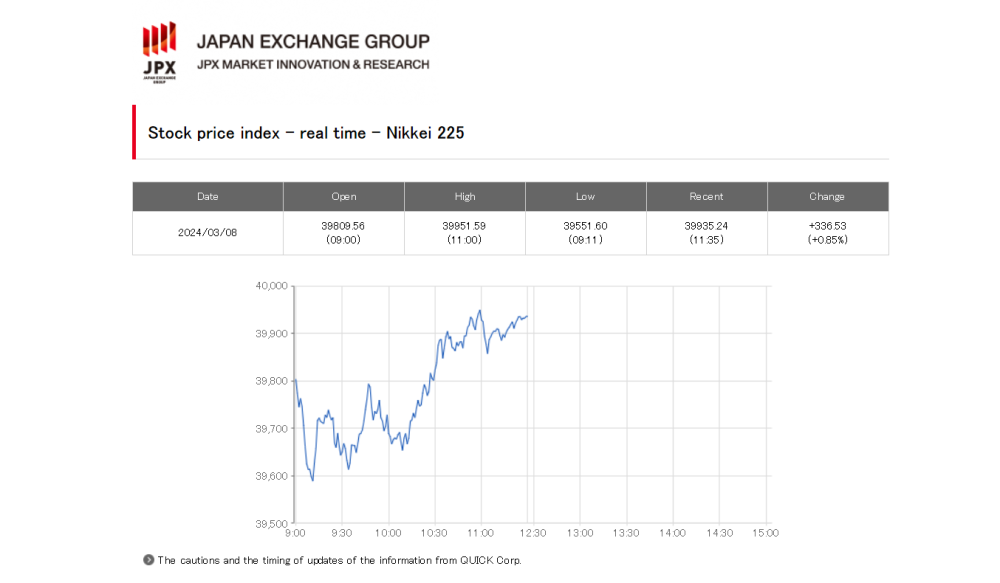 JPX
JAPAN EXCHANGE
GROUP
JAPAN EXCHANGE GROUP
JPX MARKET INNOVATION & RESEARCH
Stock price index - real time - Nikkei 225
Date Open High Low Recent Change
2024/03/08 39809.56 39951.59 39551.60 39935.24 +336.53
(09:00) (11:00) (09:11) (11:35) (+0.85%)
40,000
39,900
39,800
39,700
39,600
39,500
9:00 9:30 10:00 10:30 11:00 12:30 13:00 13:30 14:00 14:30 15:00
The cautions and the timing of updates of the information from QUICK Corp.